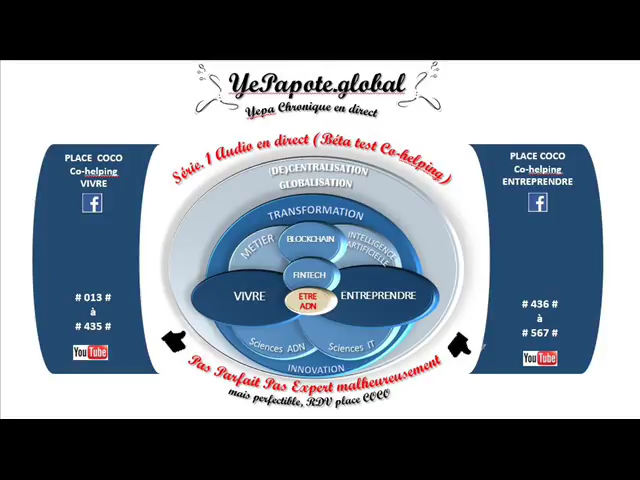 YePapote.global
Yepa Chronique en direct
Série. 1 Audio en direct (Béta test Co-helping)
PLACE COCO
Co-helping
VIVRE
f
# 013 #
à
# 435 #
YouTube
(DE)CENTRALISATION
GLOBALISATION
TRANSFORMATION
METIER
BLOCKCHAIN
INTELLIGENCE
ARTIFICIELLE
FINTECH
VIVRE
ETRE
ADN
ENTREPRENDRE
Sciences ADN
Sciences IT
INNOVATION
PLACE COCO
Co-helping
ENTREPRENDRE
f
# 436 #
à
# 567 #
YouTube
Pas Parfait Pas Expert malheureusement
mais perfectible, RDV place COCO